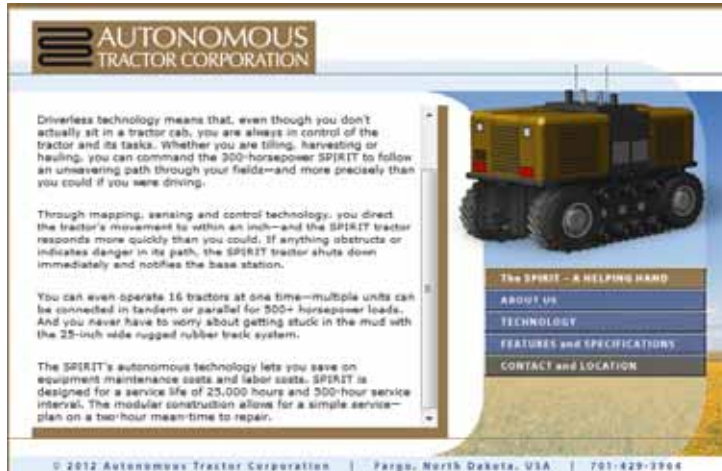 AUTONOMOUS
TRACTOR CORPORATION
Driverless technology means that, even though you don't
actually sit in a tractor cab, you are always in control of the
tractor and its tasks. Whether you are tilling, harvesting or
hauling, you can command the 300-horsepower SPIRIT to follow
an unwavering path through your fields—and more precisely than
you could if you were driving.
Through mapping, sensing and control technology, you direct
the tractor's movement to within an inch—and the SPIRIT tractor
responds more quickly than you could. If anything obstructs or
indicates danger in its path, the SPIRIT tractor shuts down
immediately and notifies the base station.
You can even operate 16 tractors at one time—multiple units can
be connected in tandem or parallel for 500+ horsepower loads.
And you never have to worry about getting stuck in the mud with
the 25-inch wide rugged rubber track system.
The SPIRIT's autonomous technology lets you save on
equipment maintenance costs and labor costs. SPIRIT is
designed for a service life of 25,000 hours and 500-hour service
interval. The modular construction allows for a simple service—
plan on a two-hour mean-time to repair.
The SPIRIT – A HELPING HAND
ABOUT US
TECHNOLOGY
FEATURES and SPECIFICATIONS
CONTACT and LOCATION
© 2012 Autonomous Tractor Corporation | Fargo, North Dakota, USA | 701-429-3964